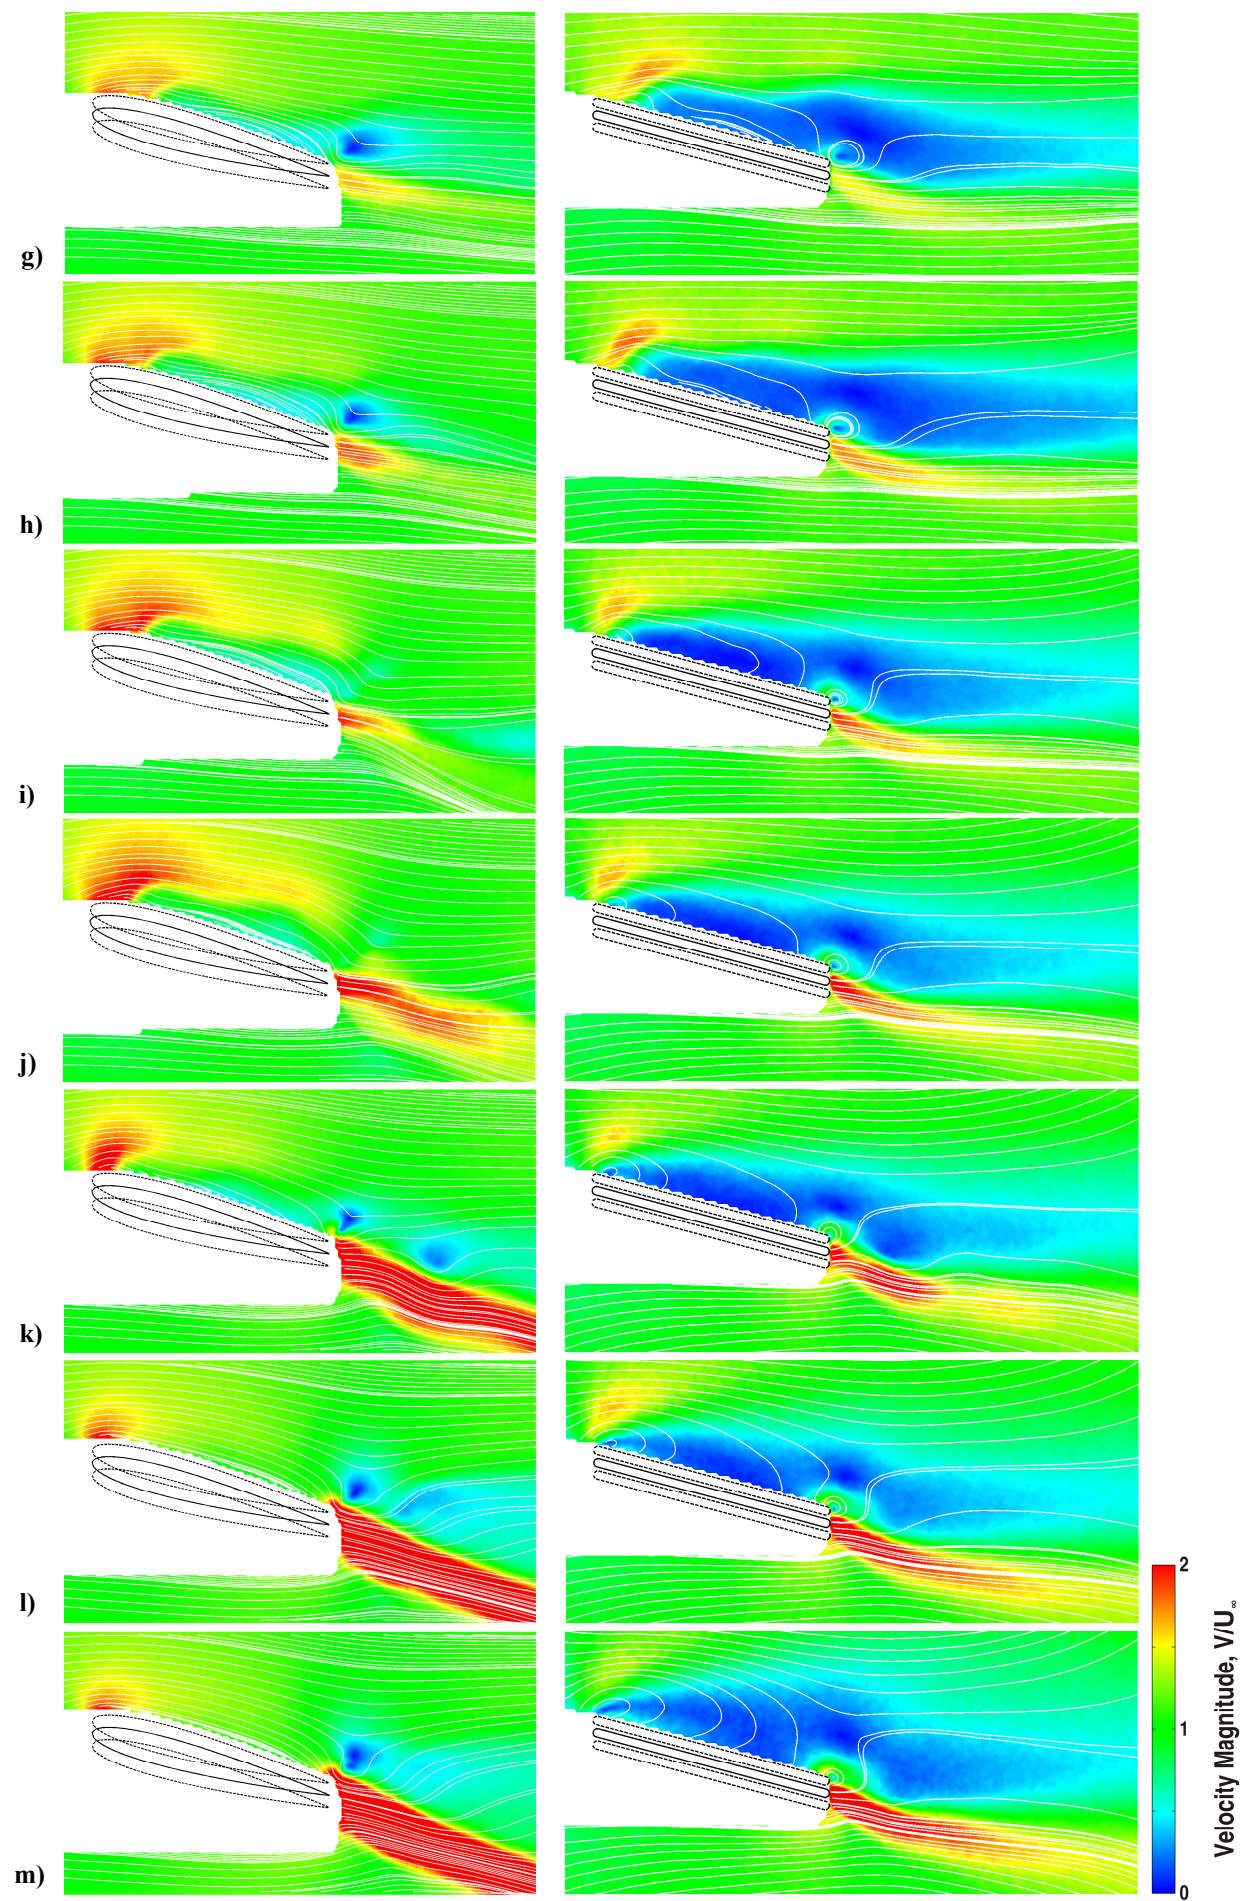 g)
h)
i)
j)
k)
l)
m)
2
1
0
Velocity Magnitude, V/U∞